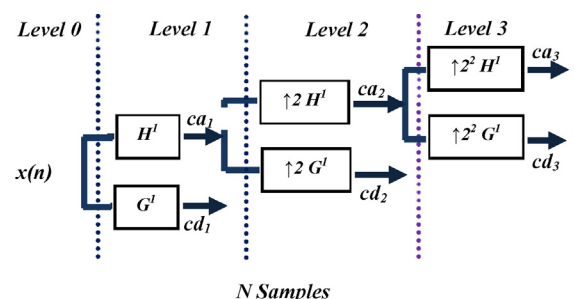 Level 0 Level 1 Level 2 Level 3
↑2² H¹ ca₃
↑2 H¹ ca₂
H¹ ca₁ ↑2² G¹ cd₃
x(n) ↑2 G¹ cd₂
G¹ cd₁
N Samples